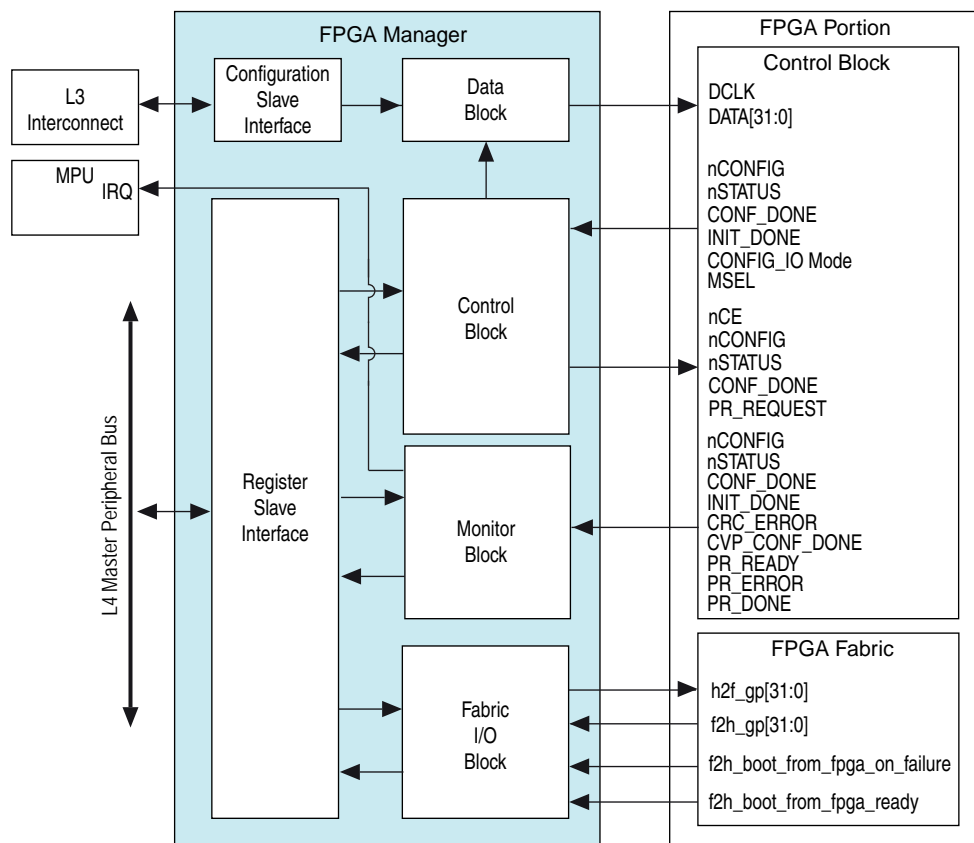 FPGA Manager
FPGA Portion
L3
Interconnect
Configuration
Slave
Interface
Data
Block
Control Block
DCLK
DATA[31:0]
MPU
IRQ
nCONFIG
nSTATUS
CONF_DONE
INIT_DONE
CONFIG_IO Mode
MSEL
Control
Block
nCE
nCONFIG
nSTATUS
CONF_DONE
PR_REQUEST
L4 Master Peripheral Bus
Register
Slave
Interface
Monitor
Block
nCONFIG
nSTATUS
CONF_DONE
INIT_DONE
CRC_ERROR
CVP_CONF_DONE
PR_READY
PR_ERROR
PR_DONE
Fabric
I/O
Block
FPGA Fabric
h2f_gp[31:0]
f2h_gp[31:0]
f2h_boot_from_fpga_on_failure
f2h_boot_from_fpga_ready